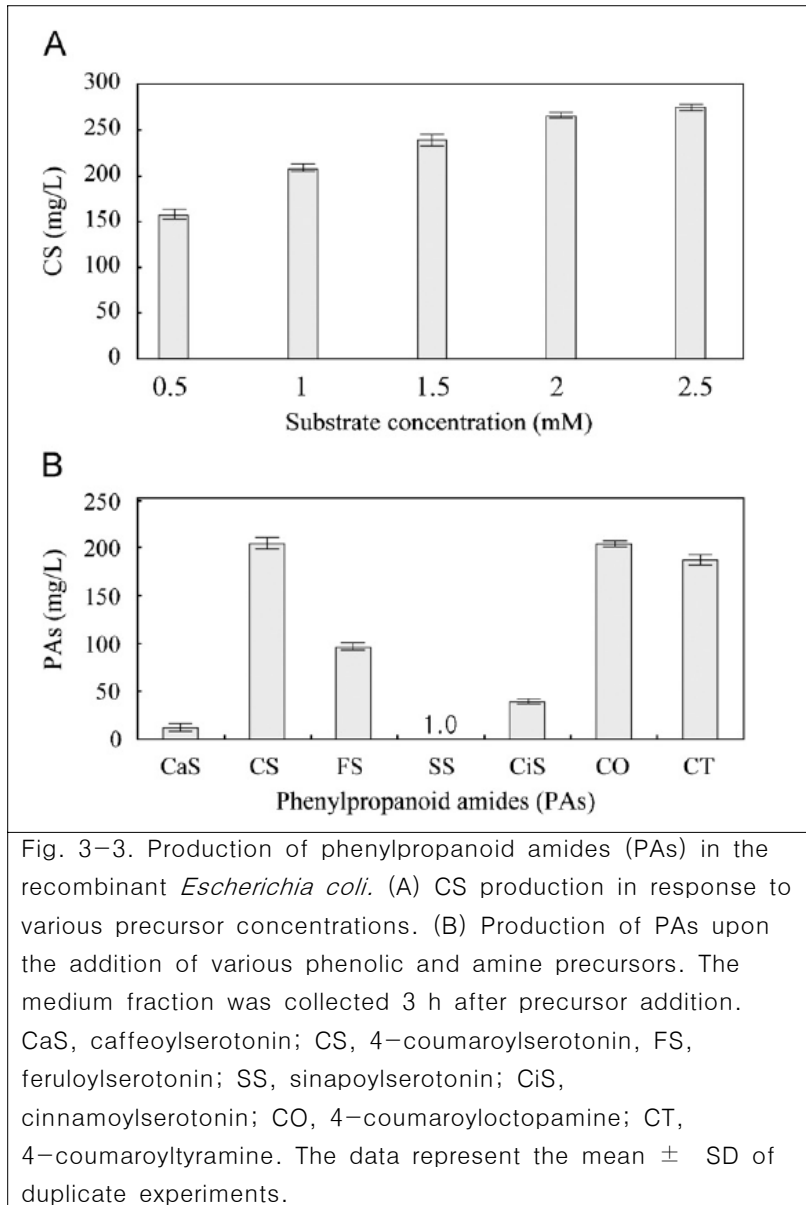 A
300
250
200
150
100
50
0
CS (mg/L)
0.5 1 1.5 2 2.5
Substrate concentration (mM)
B
250
200
150
100
50
0
PAs (mg/L)
1.0
CaS CS FS SS CiS CO CT
Phenylpropanoid amides (PAs)
Fig. 3-3. Production of phenylpropanoid amides (PAs) in the
recombinant Escherichia coli. (A) CS production in response to
various precursor concentrations. (B) Production of PAs upon
the addition of various phenolic and amine precursors. The
medium fraction was collected 3 h after precursor addition.
CaS, caffeoylserotonin; CS, 4-coumaroylserotonin, FS,
feruloylserotonin; SS, sinapoylserotonin; CiS,
cinnamoylserotonin; CO, 4-coumaroyloctopamine; CT,
4-coumaroyltyramine. The data represent the mean ± SD of
duplicate experiments.